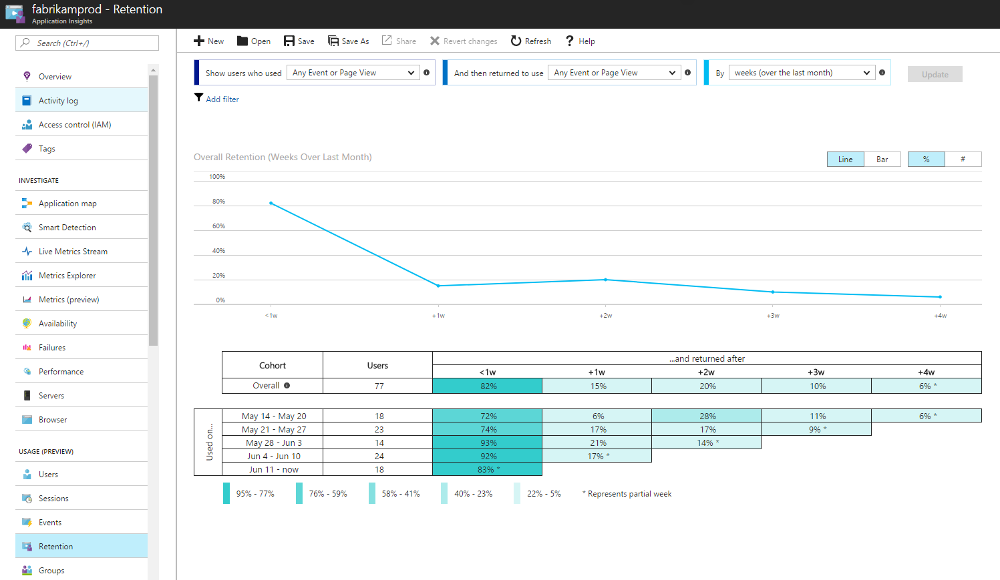 fabrikamprod - Retention
Application Insights
Search (Ctrl+/)
Overview
Activity log
Access control (IAM)
Tags
INVESTIGATE
Application map
Smart Detection
Live Metrics Stream
Metrics Explorer
Metrics (preview)
Availability
Failures
Performance
Servers
Browser
USAGE (PREVIEW)
Users
Sessions
Events
Retention
Groups
New Open Save Save As Share Revert changes Refresh ? Help
Show users who used Any Event or Page View And then returned to use Any Event or Page View By weeks (over the last month) Update
Add filter
Overall Retention (Weeks Over Last Month) Line Bar % #
100%
80%
60%
40%
20%
0%
<1w +1w +2w +3w +4w
Cohort Users ...and returned after
<1w +1w +2w +3w +4w
Overall 77 82% 15% 20% 10% 6% *
Used on...
May 14 - May 20 18 72% 6% 28% 11% 6% *
May 21 - May 27 23 74% 17% 17% 9% *
May 28 - Jun 3 14 93% 21% 14% *
Jun 4 - Jun 10 24 92% 17% *
Jun 11 - now 18 83% *
95% - 77% 76% - 59% 58% - 41% 40% - 23% 22% - 5% * Represents partial week